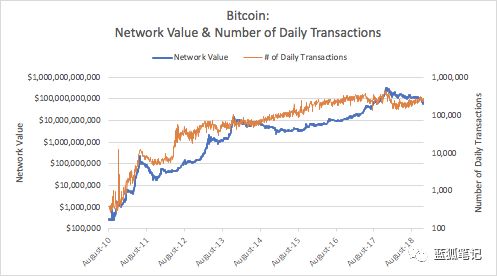 Bitcoin:
Network Value & Number of Daily Transactions
Network Value # of Daily Transactions
$1,000,000,000,000
$100,000,000,000
$10,000,000,000
$1,000,000,000
$100,000,000
$10,000,000
$1,000,000
$100,000
1,000,000
100,000
10,000
1,000
100
Network Value
Number of Daily Transactions
August-10
August-11
August-12
August-13
August-14
August-15
August-16
August-17
August-18
蓝狐笔记